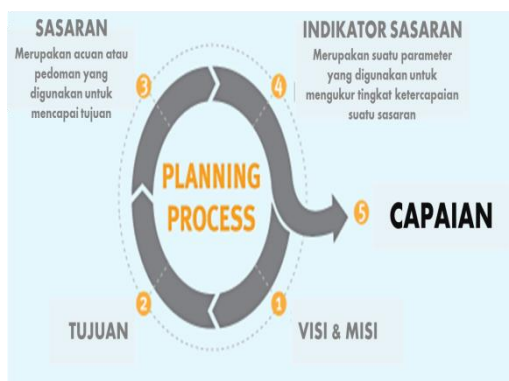 SASARAN
Merupakan acuan atau
pedoman yang
digunakan untuk
mencapai tujuan
3
INDIKATOR SASARAN
Merupakan suatu parameter
yang digunakan untuk
mengukur tingkat ketercapaian
suatu sasaran
4
PLANNING
PROCESS
5 CAPAIAN
2
TUJUAN
1
VISI & MISI